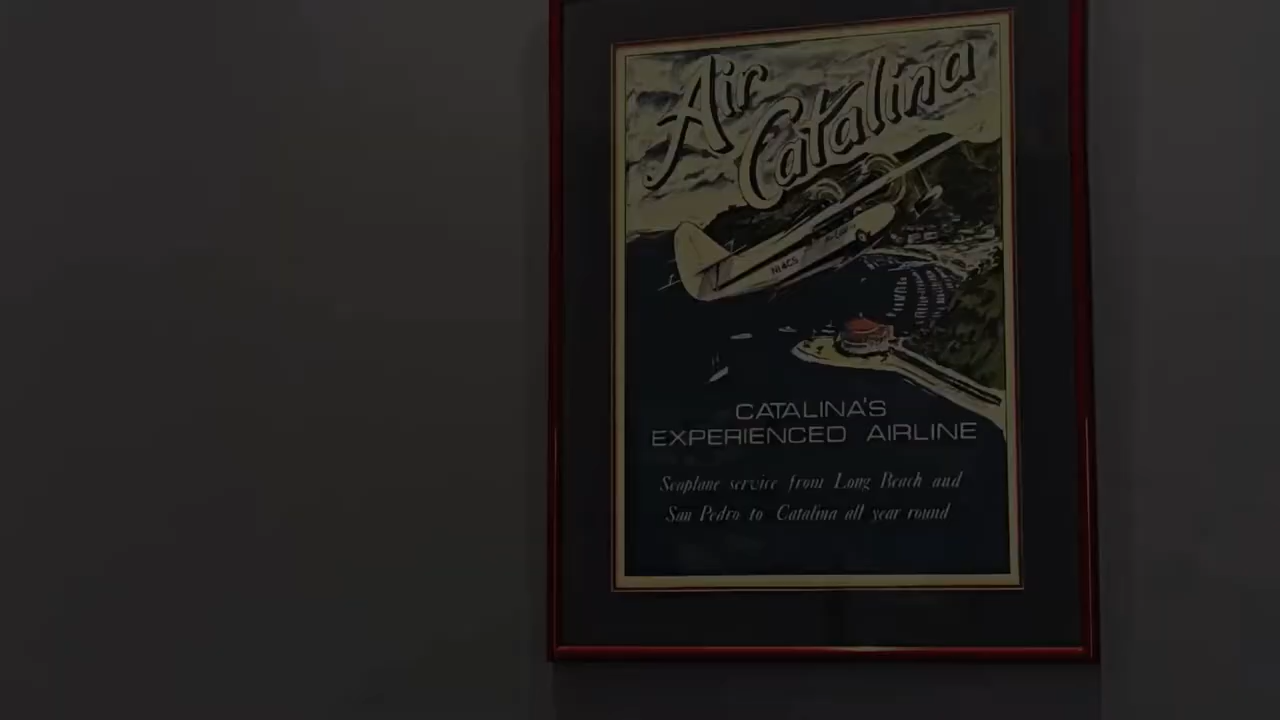 Air
Catalina
CATALINA'S
EXPERIENCED AIRLINE
Seaplane service from Long Beach and
San Pedro to Catalina all year round